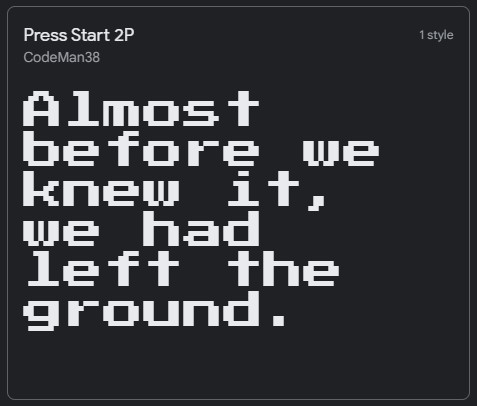 Press Start 2P
1 style
CodeMan38
Almost
before we
knew it,
we had
left the
ground.